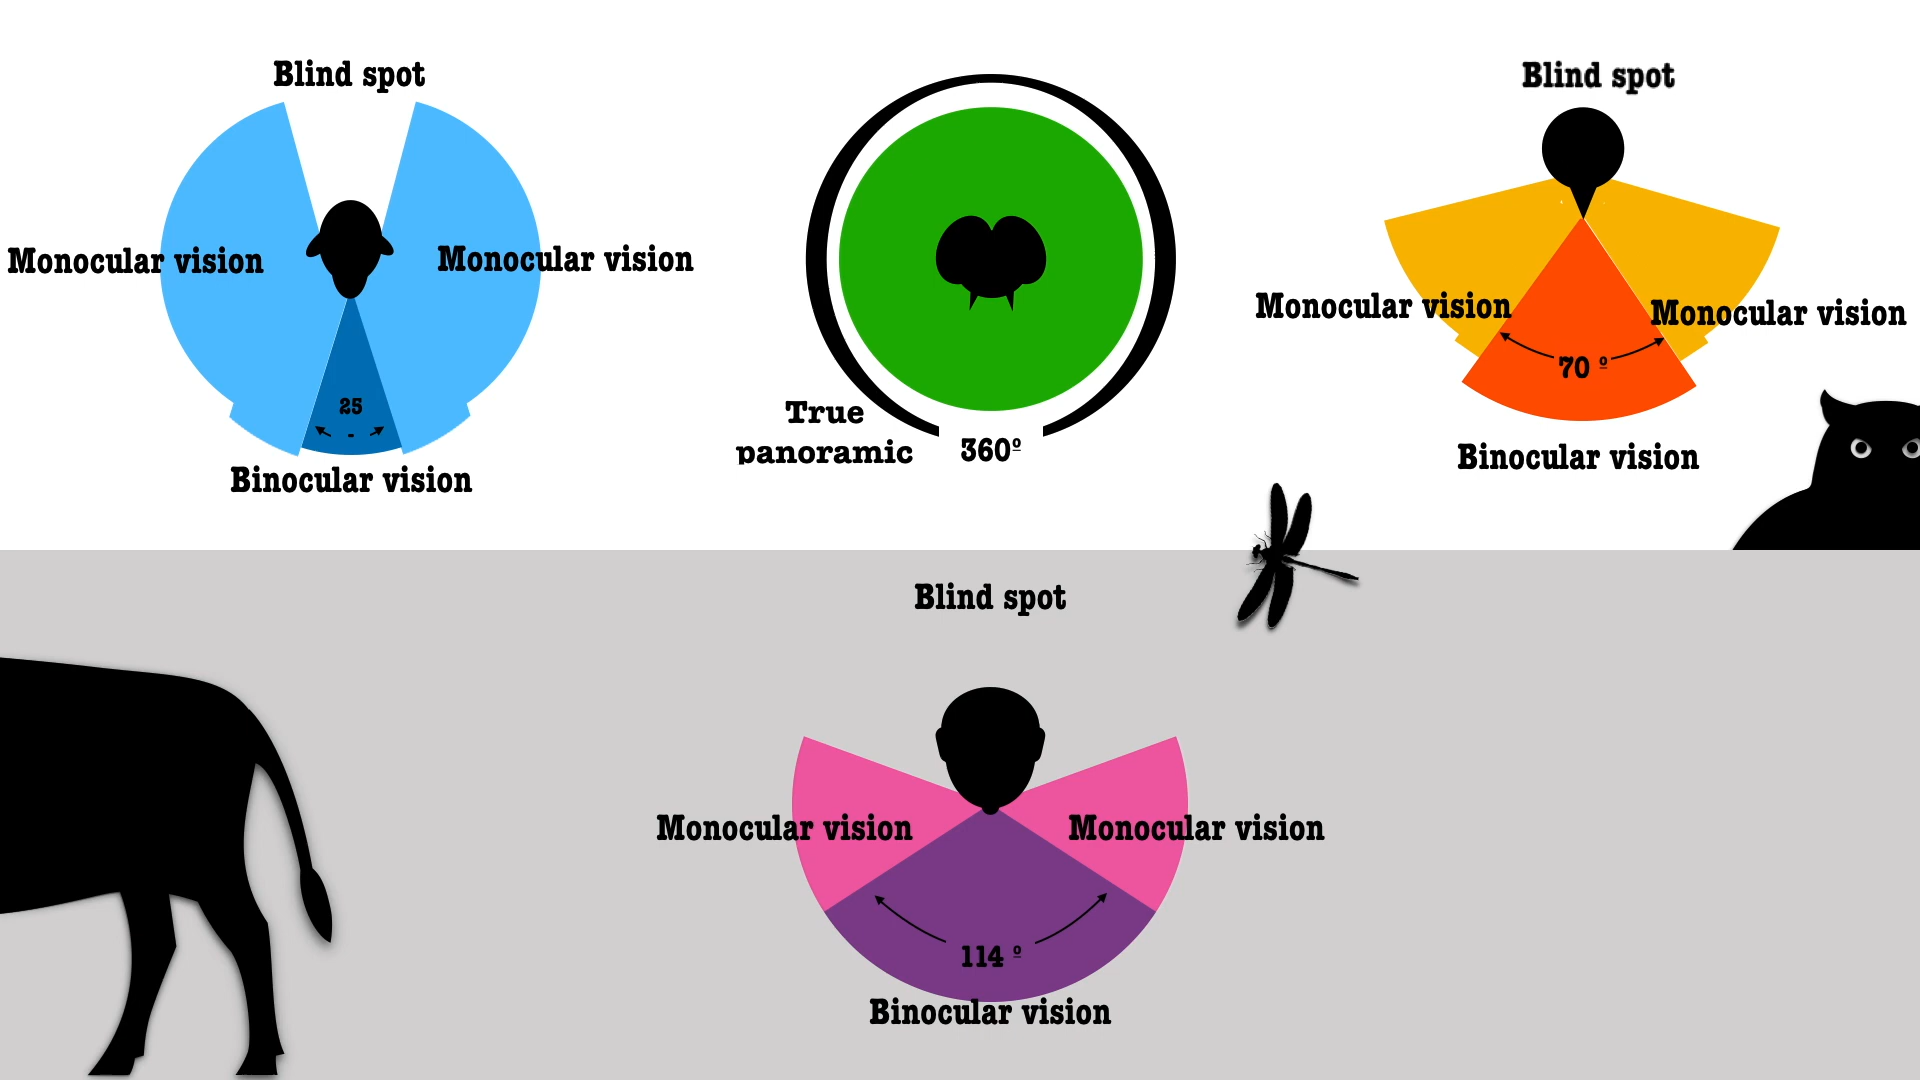 Blind spot
Monocular vision
Monocular vision
25
-
Binocular vision
True
panoramic
360º
Blind spot
Monocular vision
Monocular vision
70 º
Binocular vision
Blind spot
Monocular vision
Monocular vision
114 º
Binocular vision